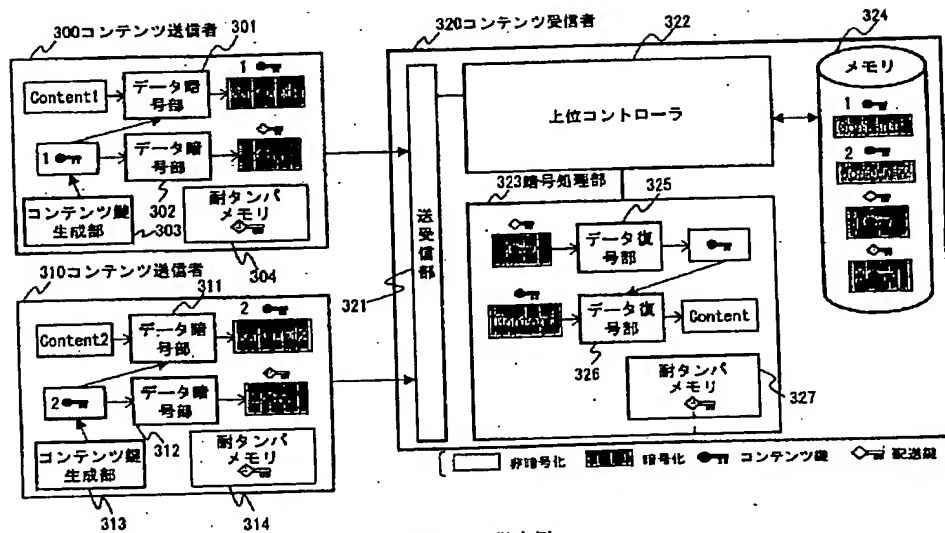 300コンテンツ送信者
301
Content1
データ暗
号部
1
1
データ暗
号部
302
コンテンツ鍵
生成部
303
耐タンパ
メモリ
304
310コンテンツ送信者
311
Content2
データ暗
号部
2
2
データ暗
号部
312
コンテンツ鍵
生成部
313
耐タンパ
メモリ
314
320コンテンツ受信者
送受信部
321
322
上位コントローラ
323暗号処理部
325
データ復
号部
データ復
号部
326
Content
耐タンパ
メモリ
327
324
メモリ
1
2
非暗号化
暗号化
コンテンツ鍵
配送鍵